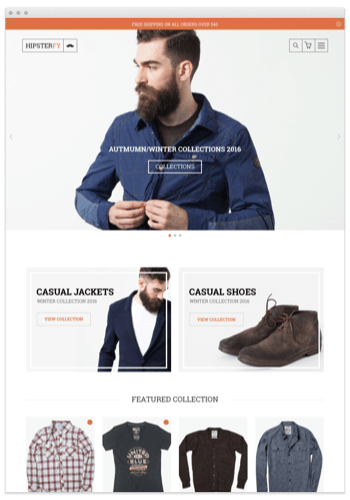 FREE SHIPPING ON ALL ORDERS OVER $40
HIPSTERFY
AUTMUMN/WINTER COLLECTIONS 2016
COLLECTIONS
CASUAL JACKETS
WINTER COLLECTION 2016
VIEW COLLECTION
CASUAL SHOES
WINTER COLLECTION 2016
VIEW COLLECTION
FEATURED COLLECTION
UNITED